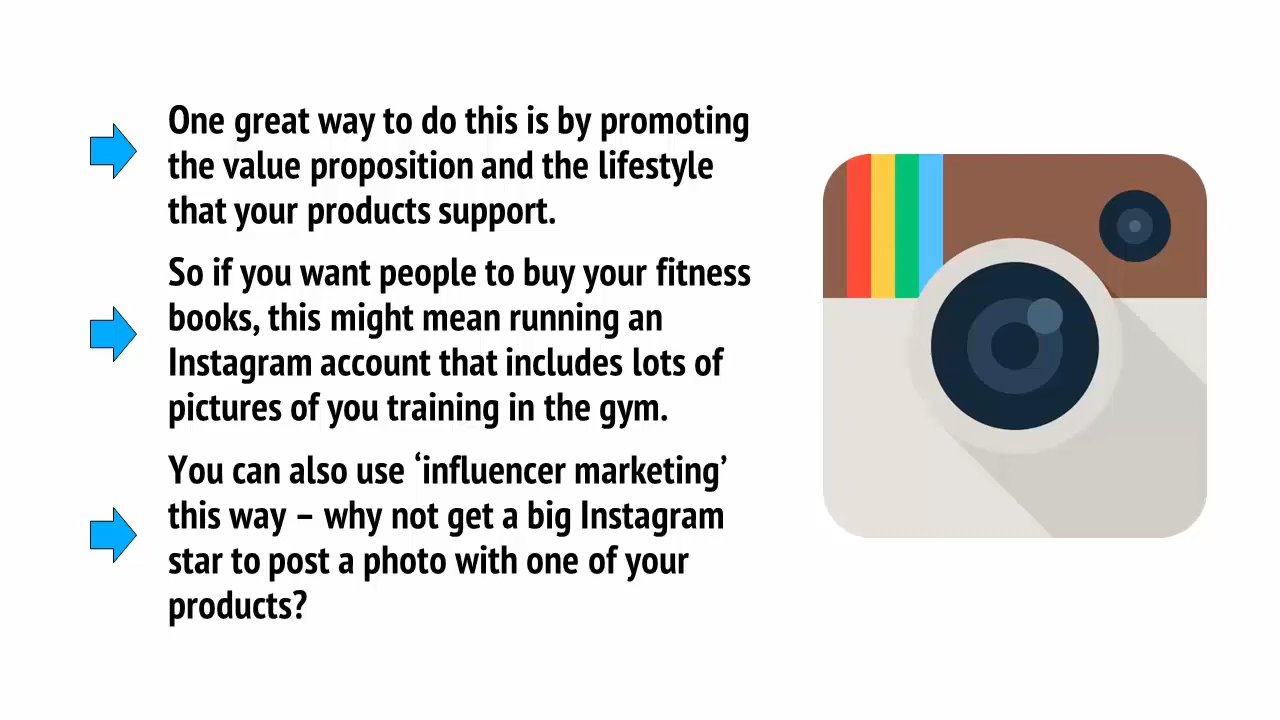 One great way to do this is by promoting
the value proposition and the lifestyle
that your products support.
So if you want people to buy your fitness
books, this might mean running an
Instagram account that includes lots of
pictures of you training in the gym.
You can also use ‘influencer marketing’
this way – why not get a big Instagram
star to post a photo with one of your
products?